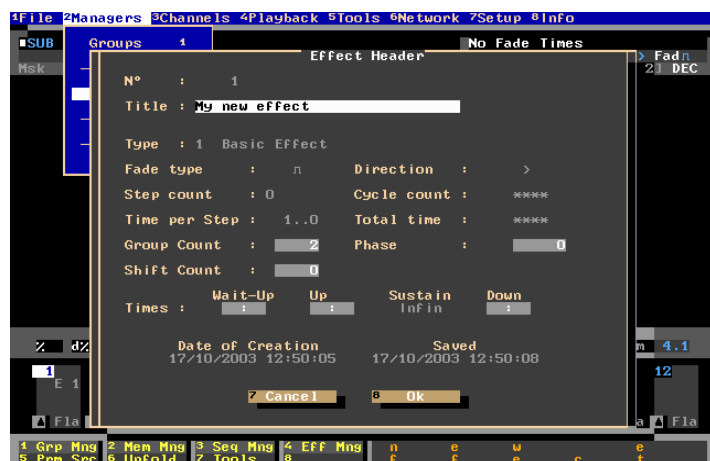 1File 2Managers 3Channels 4Playback 5Tools 6Network 7Setup 8Info
SUB Groups 1 No Fade Times
Effect Header > Fad
Msk 2] DEC
Nº : 1
Title : My new effect
Type : 1 Basic Effect
Fade type : Direction : >
Step count : 0 Cycle count : ****
Time per Step : 1..0 Total time : ****
Group Count : 2 Phase : 0
Shift Count : 0
Wait-Up Up Sustain Down
Times : : : Infin :
Date of Creation Saved
17/10/2003 12:50:05 17/10/2003 12:50:08
% d% m 4.1
1 12
E 1
7 Cancel 8 Ok
Fla a Fla
1 Grp Mng 2 Mem Mng 3 Seq Mng 4 Eff Mng n e w e
6 Unfold 7 Tools 8 f f e c t